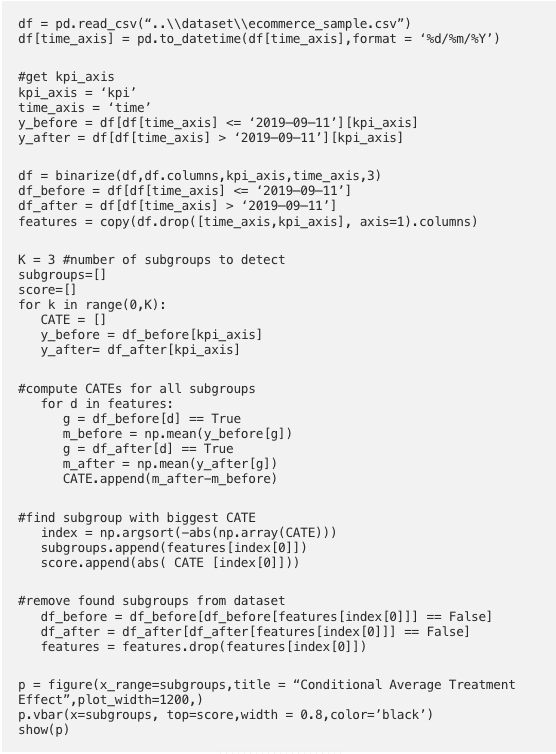 df = pd.read_csv(“..\\dataset\\ecommerce_sample.csv”)
df[time_axis] = pd.to_datetime(df[time_axis],format = ‘%d/%m/%Y’)
#get kpi_axis
kpi_axis = ‘kpi’
time_axis = ‘time’
y_before = df[df[time_axis] <= ‘2019–09–11’][kpi_axis]
y_after = df[df[time_axis] > ‘2019–09–11’][kpi_axis]
df = binarize(df,df.columns,kpi_axis,time_axis,3)
df_before = df[df[time_axis] <= ‘2019–09–11’]
df_after = df[df[time_axis] > ‘2019–09–11’]
features = copy(df.drop([time_axis,kpi_axis], axis=1).columns)
K = 3 #number of subgroups to detect
subgroups=[]
score=[]
for k in range(0,K):
   CATE = []
   y_before = df_before[kpi_axis]
   y_after= df_after[kpi_axis]
#compute CATEs for all subgroups
   for d in features:
      g = df_before[d] == True
      m_before = np.mean(y_before[g])
      g = df_after[d] == True
      m_after = np.mean(y_after[g])
      CATE.append(m_after-m_before)
#find subgroup with biggest CATE
   index = np.argsort(-abs(np.array(CATE)))
   subgroups.append(features[index[0]])
   score.append(abs( CATE [index[0]]))
#remove found subgroups from dataset
   df_before = df_before[df_before[features[index[0]]] == False]
   df_after = df_after[df_after[features[index[0]]] == False]
   features = features.drop(features[index[0]])
p = figure(x_range=subgroups,title = “Conditional Average Treatment
Effect”,plot_width=1200,)
p.vbar(x=subgroups, top=score,width = 0.8,color=’black’)
show(p)